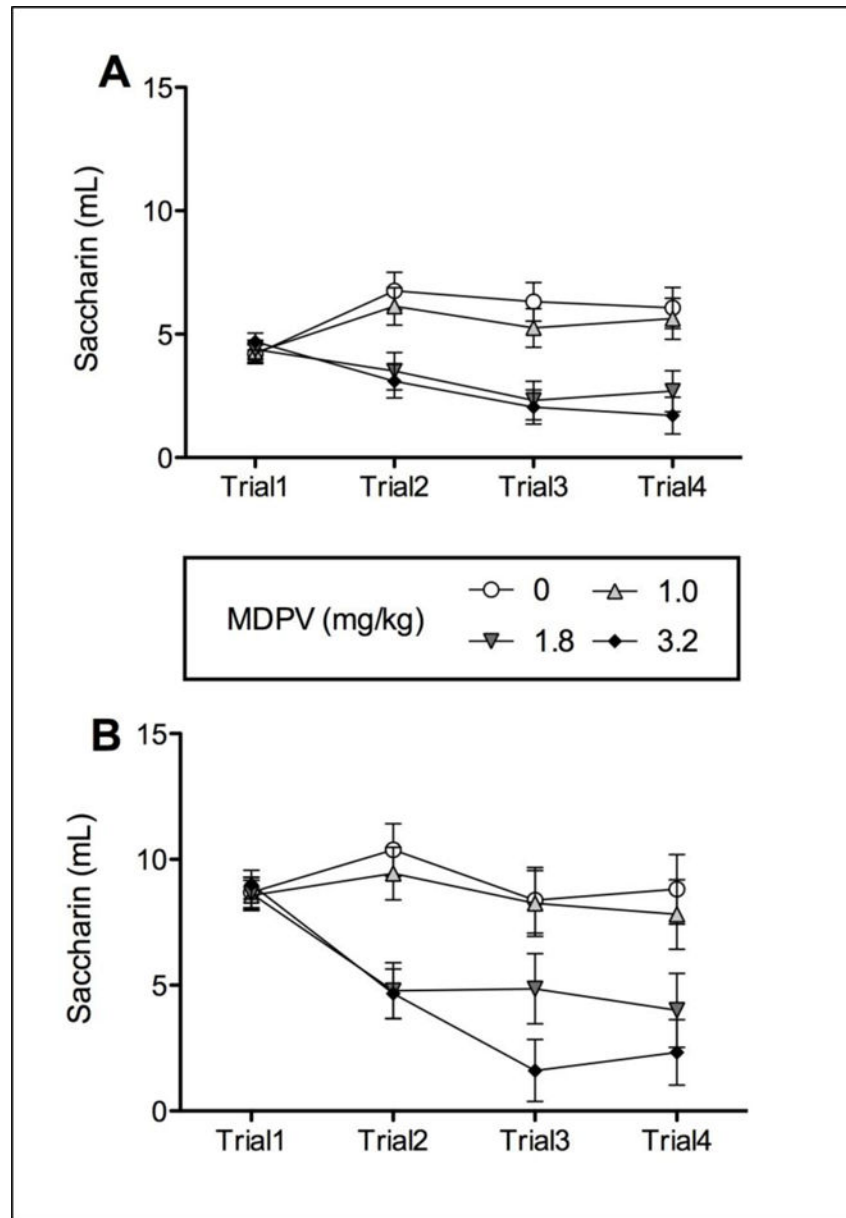 A
15
10
5
0
Saccharin (mL)
Trial1 Trial2 Trial3 Trial4
MDPV (mg/kg)
0 1.0
1.8 3.2
B
15
10
5
0
Saccharin (mL)
Trial1 Trial2 Trial3 Trial4